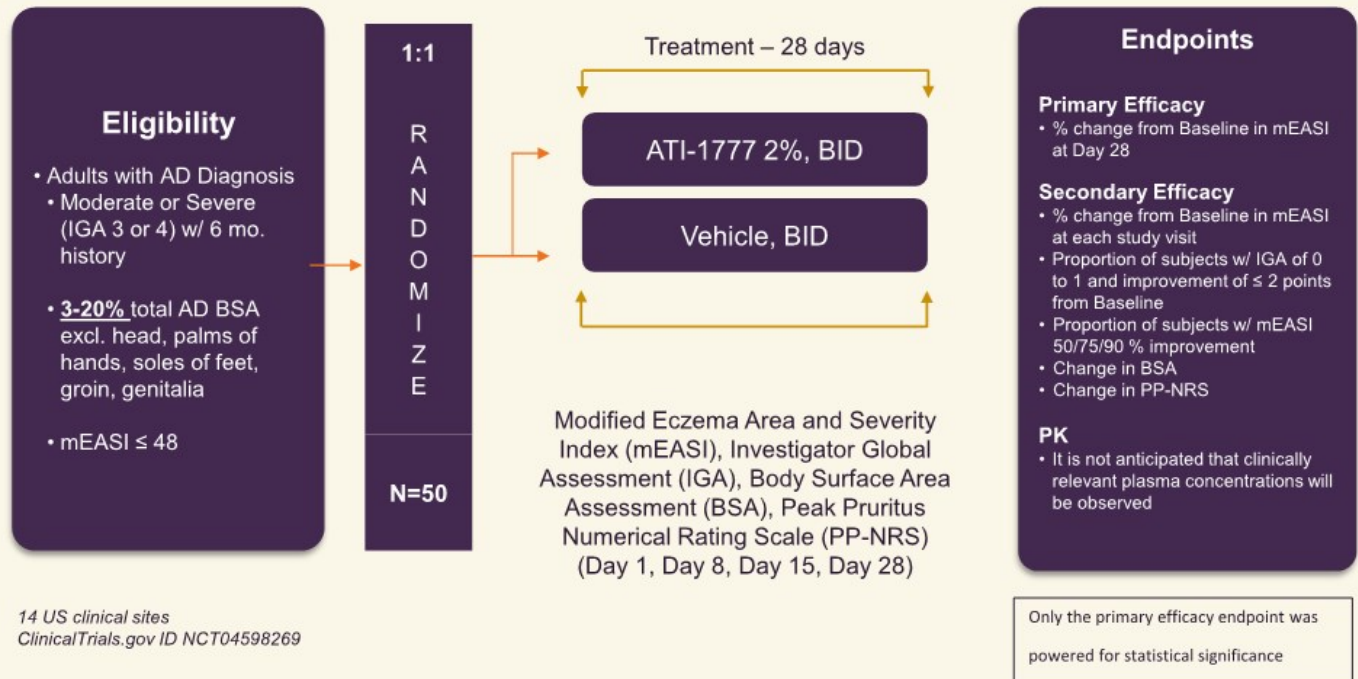 Eligibility
• Adults with AD Diagnosis
• Moderate or Severe
(IGA 3 or 4) w/ 6 mo.
history
• 3-20% total AD BSA
excl. head, palms of
hands, soles of feet,
groin, genitalia
• mEASI ≤ 48
1:1
R
A
N
D
O
M
I
Z
E
N=50
Treatment – 28 days
ATI-1777 2%, BID
Vehicle, BID
Modified Eczema Area and Severity
Index (mEASI), Investigator Global
Assessment (IGA), Body Surface Area
Assessment (BSA), Peak Pruritus
Numerical Rating Scale (PP-NRS)
(Day 1, Day 8, Day 15, Day 28)
Endpoints
Primary Efficacy
• % change from Baseline in mEASI
at Day 28
Secondary Efficacy
• % change from Baseline in mEASI
at each study visit
• Proportion of subjects w/ IGA of 0
to 1 and improvement of ≤ 2 points
from Baseline
• Proportion of subjects w/ mEASI
50/75/90 % improvement
• Change in BSA
• Change in PP-NRS
PK
• It is not anticipated that clinically
relevant plasma concentrations will
be observed
14 US clinical sites
ClinicalTrials.gov ID NCT04598269
Only the primary efficacy endpoint was
powered for statistical significance